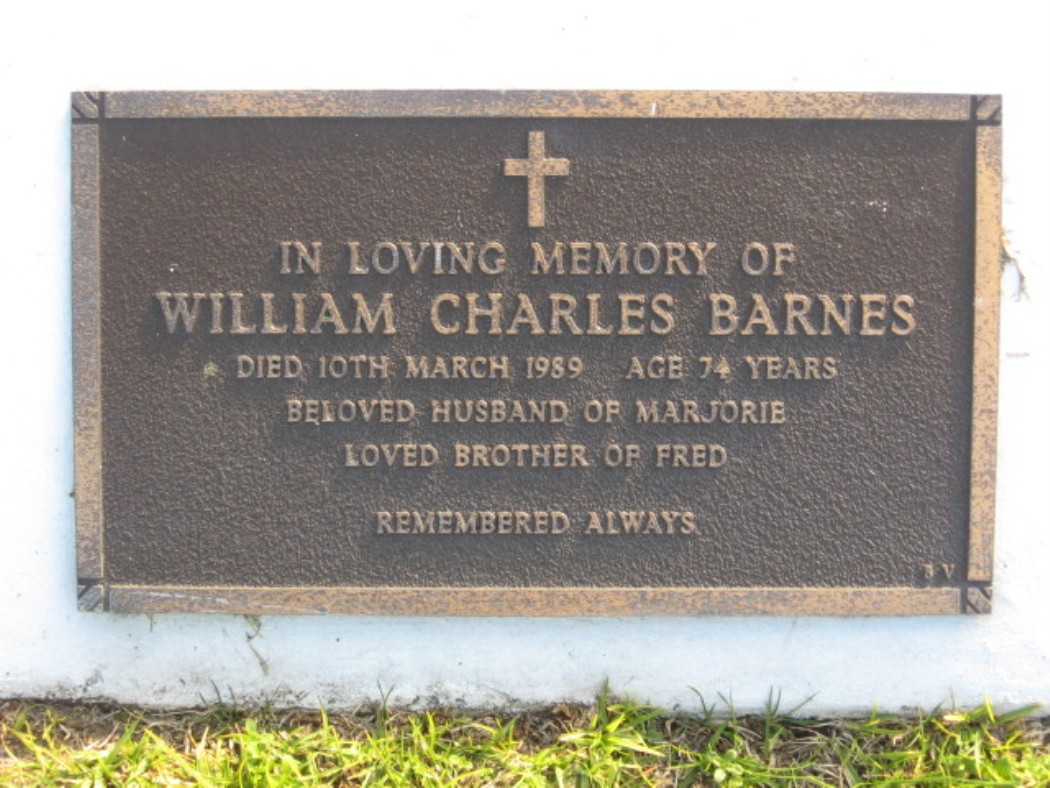 IN LOVING MEMORY OF
WILLIAM CHARLES BARNES
DIED 10TH MARCH 1989 AGE 74 YEARS
BELOVED HUSBAND OF MARJORIE
LOVED BROTHER OF FRED
REMEMBERED ALWAYS